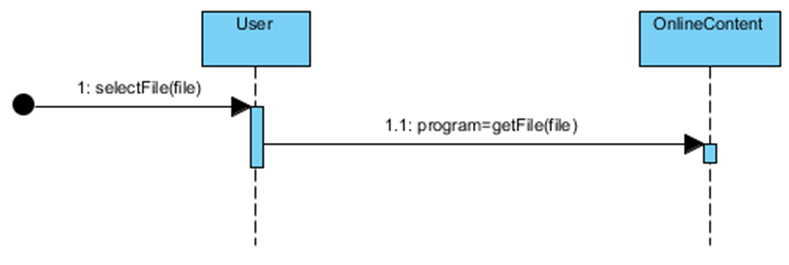 User
OnlineContent
1: selectFile(file)
1.1: program=getFile(file)